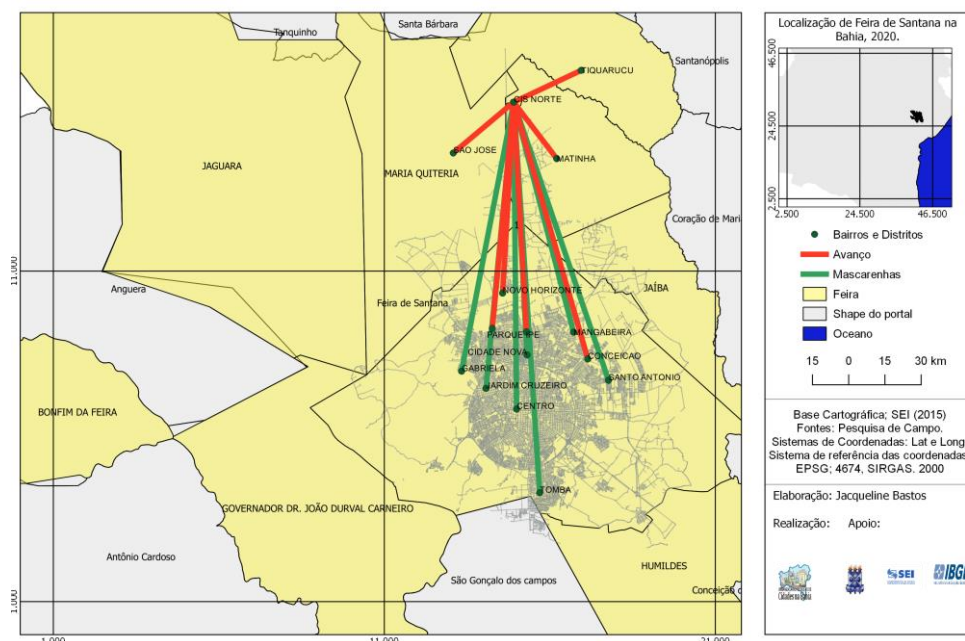 Tanquinho
Santa Bárbara
Santanópolis
TIQUARUCU
CIS NORTE
SAO JOSE
MATINHA
JAGUARA
MARIA QUITERIA
Coração de Mari
1.000
Anguera
Feira de Santana
NOVO HORIZONTE
JAÍBA
PARQUE IPE
MANGABEIRA
CIDADE NOVA
CONCEICAO
GABRIELA
SANTO ANTONIO
JARDIM CRUZEIRO
BONFIM DA FEIRA
CENTRO
TOMBA
GOVERNADOR DR. JOÃO DURVAL CARNEIRO
Antônio Cardoso
São Gonçalo dos campos
HUMILDES
Conceição d
1.000
1.000
11.000
21.000
Localização de Feira de Santana na
Bahia, 2020.
46.500
24.500
2.500
2.500
24.500
46.500
Bairros e Distritos
Avanço
Mascarenhas
Feira
Shape do portal
Oceano
15 0 15 30 km
Base Cartográfica; SEI (2015)
Fontes: Pesquisa de Campo.
Sistemas de Coordenadas: Lat e Long
Sistema de referência das coordenadas
EPSG; 4674, SIRGAS. 2000
Elaboração: Jacqueline Bastos
Realização: Apoio:
SEI
IBGE